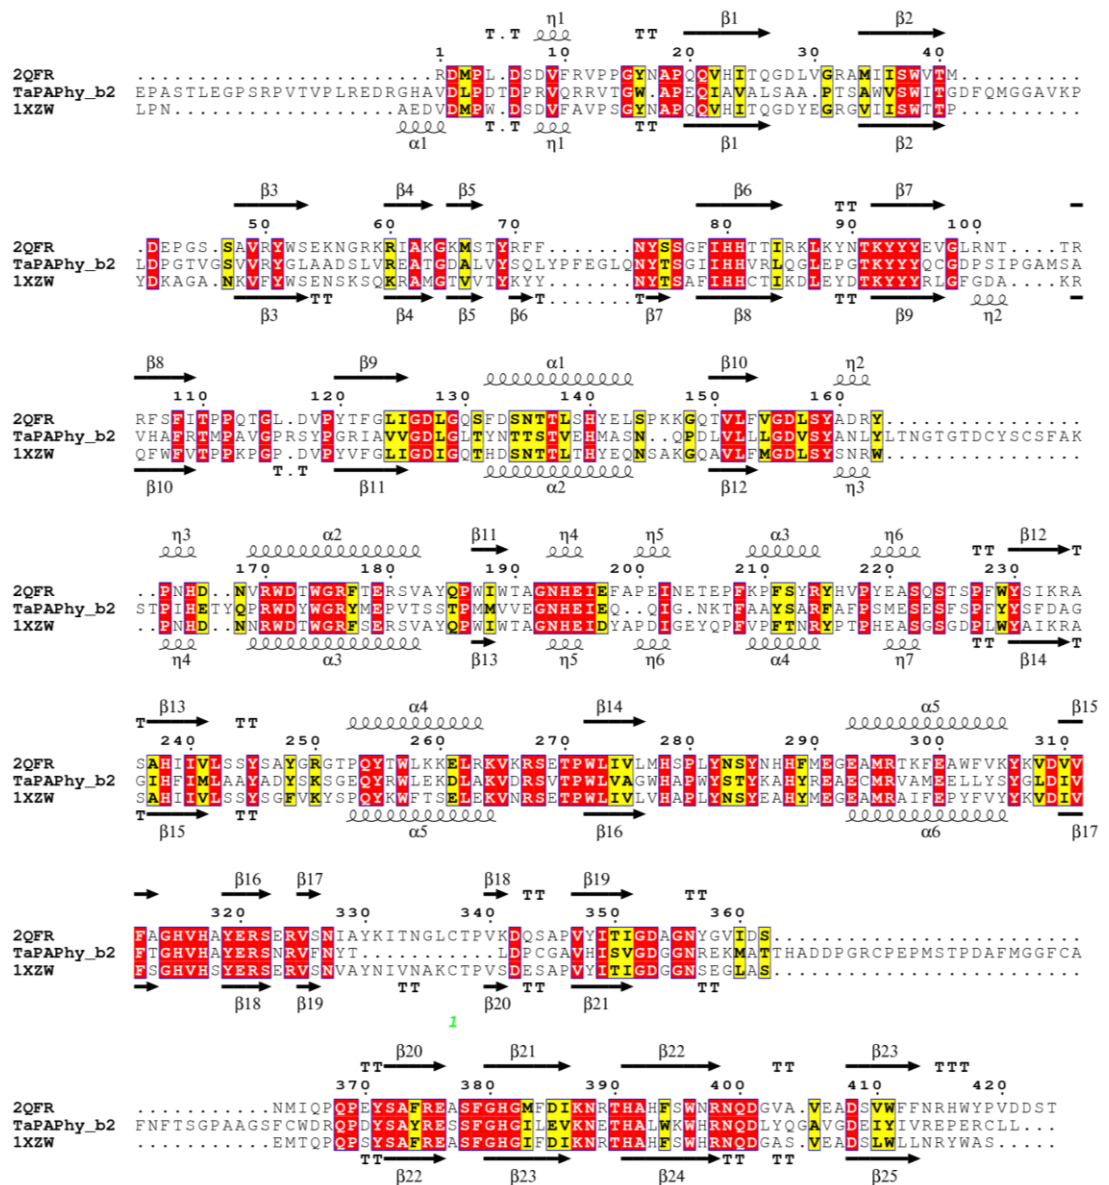 T.T η1 TT β1 β2
1 10 20 30 40
2QFR ........................RDMPL.DSDVFRVPPGYNAPQQVHITQGDLVGRAMIISWVTM..........
TaPAPhy_b2 EPASTLEGPSRPVTVPLREDRGHAVDLPDTDPRVQRRVTGW.APEQIAVALSAA.PTSAWVSWITGDFQMGGAVKP
1XZW LPN..................AEDVDMPW.DSDVFAVPSGYNAPQQVHITQGDYEGRGVIISWTTP..........
α1 T.T η1 TT β1 β2
β3 β4 β5 β6 TT β7
50 60 70 80 90 100
2QFR .DEPGS.SAVRYWSEKNGRKRIAKGKMSTYRFF.......NYSSGFIHHTTIRKLKYNTKYYYEVGLRNT....TR
TaPAPhy_b2 LDPGTVGSVVRYGLAADSLVREATGDALVYSQLYPFEGLQNYTSGIIHHVRLQGLEPGTKYYYQCGDPSIPGAMSA
1XZW YDKAGA.NKVFYWSENSKSQKRAMGTVVTYKYY.......NYTSAFIHHCTIKDLEYDTKYYYRLGFGDA....KR
β3 TT β4 β5 β6 β7 β8 TT β9 η2
β8 β9 α1 β10 η2
110 120 130 140 150 160
2QFR RFSFITPPQTGL.DVPYTFGLIGDLGQSFDSNTTLSHYELSPKKGQTVLFVGDLSYADRY................
TaPAPhy_b2 VHAFRTMPAVGPRSYPGRIAVVGDLGLTYNTTSTVEHMASN..QPDLVLLLGDVSYANLYLTNGTGTDCYSCSFAK
1XZW QFWFVTPPKPGP.DVPYVFGLIGDIGQTHDSNTTLTHYEQNSAKGQAVLFMGDLSYSNRW................
β10 T.T β11 α2 β12 η3
η3 α2 β11 η4 η5 α3 η6 TT β12 T
170 180 190 200 210 220 230
2QFR ..PNHD..NVRWDTWGRFTERSVAYQPWIWTAGNHEIEFAPEINETEPFKPFSYRYHVPYEASQSTSPFWYSIKRA
TaPAPhy_b2 STPIHETYQPRWDYWGRYMEPVTSSTPMMVVEGNHEIEQ..QIG.NKTFAAYSARFAFPSMESESFSPFYYSFDAG
1XZW ..PNHD..NNRWDTWGRFSERSVAYQPWIWTAGNHEIDYAPDIGEYQPFVPFTNRYPTPHEASGSGDPLWYAIKRA
η4 α3 β13 η5 η6 α4 η7 TT β14 T
T β13 TT α4 β14 α5 β15
240 250 260 270 280 290 300 310
2QFR SAHIIVLSSYSAYGRGTPQYTWLKKELRKVKRSETPWLIVLMHSPLYNSYNHHFMEGEAMRTKFEAWFVKYKVDVV
TaPAPhy_b2 GIHFIMLAAYADYSKSGEQYRWLEKDLAKVDRSVTPWLVAGWHAPWYSTYKAHYREAECMRVAMEELLYSYGLDIV
1XZW SAHIIVLSSYSGFVKYSPQYKWFTSELEKVNRSETPWLIVLVHAPLYNSYEAHYMEGEAMRAIFEPYFVYYKVDIV
T β15 TT α5 β16 α6 β17
β16 β17 β18 TT β19 TT
320 330 340 350 360
2QFR FAGHVHAYERSERVSNIAYKITNGLCTPVKDQSAPVYITIGDAGNYGVIDS.........................
TaPAPhy_b2 FTGHVHAYERSNRVFNYT...........LDPCGAVHISVGDGGNREKMATTHADDPGRCPEPMSTPDAFMGGFCA
1XZW FSGHVHSYERSERVSNVAYNIVNAKCTPVSDESAPVYITIGDGGNSEGLAS.........................
β18 β19 TT β20 TT β21 TT
1
TT β20 β21 β22 TT β23 TTT
370 380 390 400 410 420
2QFR ...........NMIQPQPEYSAFREASFGHGMFDIKNRTHAHFSWNRNQDGVA.VEADSVWFFNRHWYPVDDST
TaPAPhy_b2 FNFTSGPAAGSFCWDRQPDYSAYRESSFGHGILEVKNETHALWKWHRNQDLYQGAVGDEIYIVREPERCLL...
1XZW ...........EMTQPQPSYSAFREASFGHGIFDIKNRTHAHFSWHRNQDGAS.VEADSLWLLNRYWAS.....
TT β22 β23 β24 TT TT β25